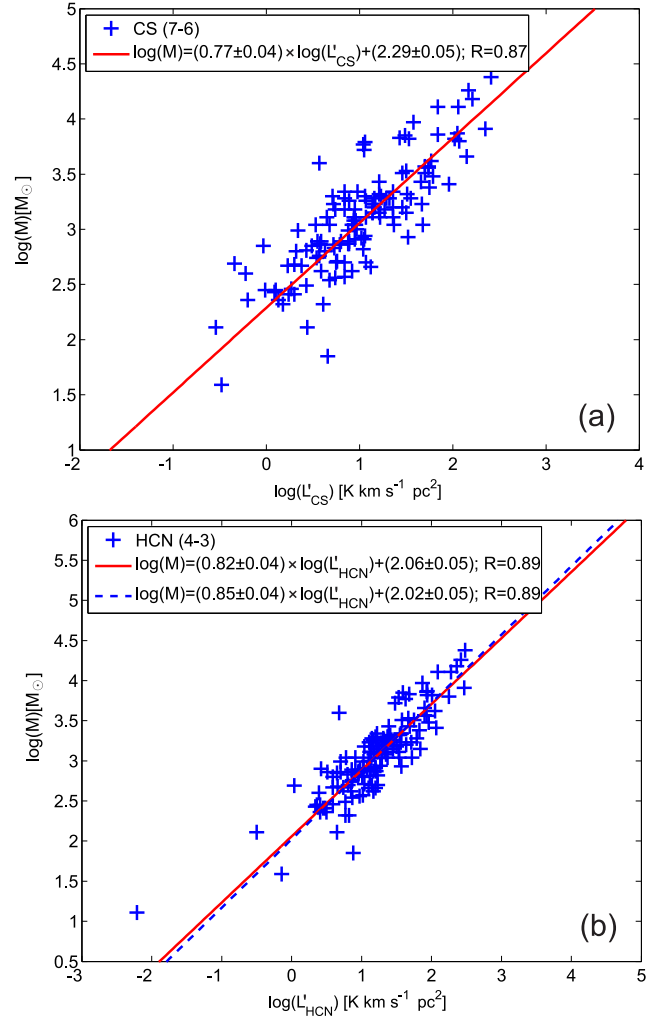 CS (7-6)
log(M)=(0.77±0.04)×log(L'CS)+(2.29±0.05); R=0.87
5
4.5
4
3.5
3
2.5
2
1.5
1
log(M)[M⊙]
(a)
-2 -1 0 1 2 3 4
log(L'CS) [K km s⁻¹ pc²]
HCN (4-3)
log(M)=(0.82±0.04)×log(L'HCN)+(2.06±0.05); R=0.89
log(M)=(0.85±0.04)×log(L'HCN)+(2.02±0.05); R=0.89
6
5.5
5
4.5
4
3.5
3
2.5
2
1.5
1
0.5
log(M)[M⊙]
(b)
-3 -2 -1 0 1 2 3 4 5
log(L'HCN) [K km s⁻¹ pc²]